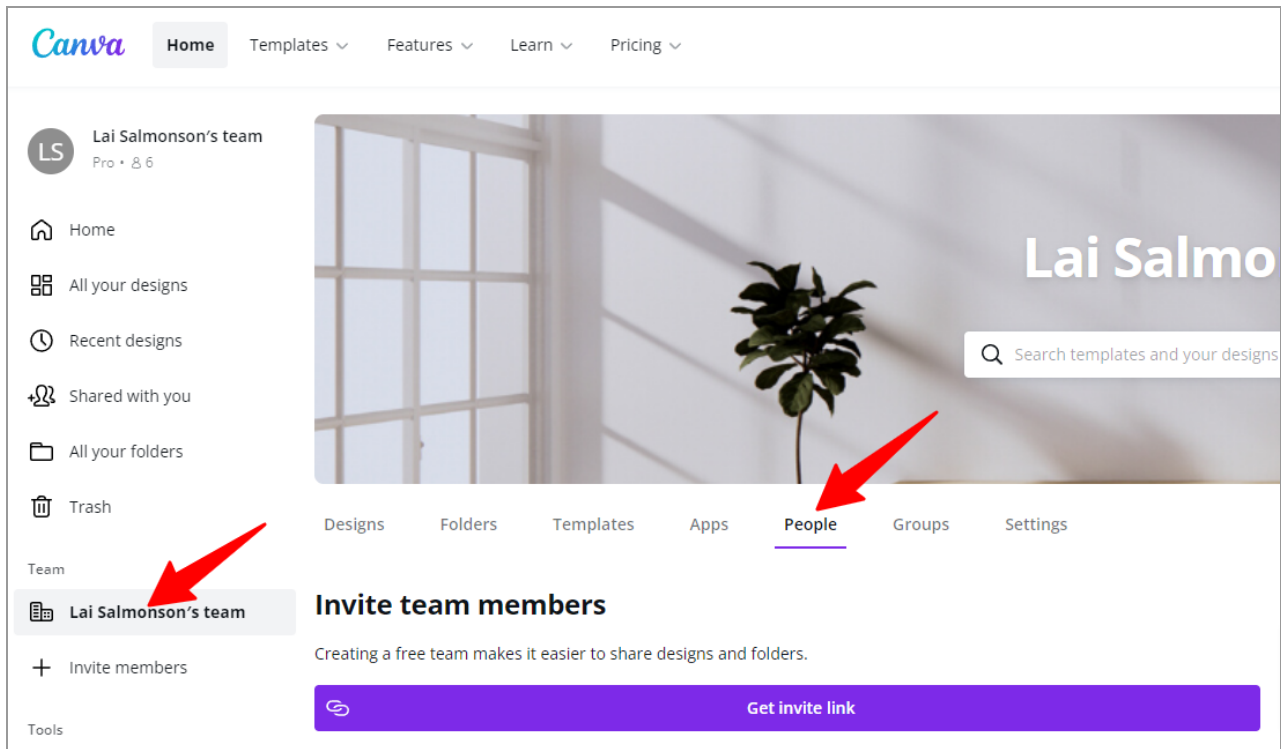 Canva Home Templates Features Learn Pricing
LS
Lai Salmonson's team
Pro • 6
Home
All your designs
Recent designs
Shared with you
All your folders
Trash
Team
Lai Salmonson's team
Invite members
Tools
Lai Salmo
Search templates and your designs
Designs Folders Templates Apps People Groups Settings
Invite team members
Creating a free team makes it easier to share designs and folders.
Get invite link